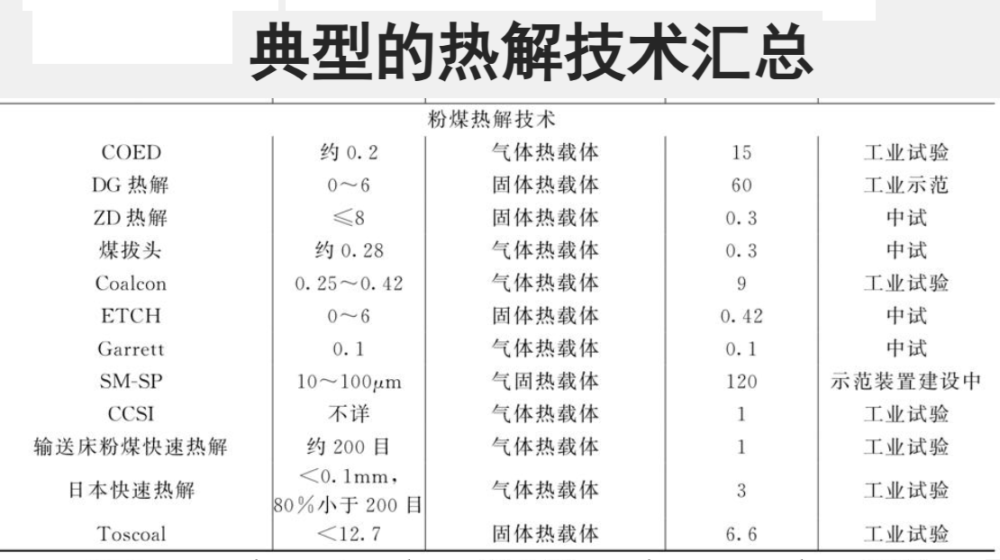 典型的热解技术汇总
粉煤热解技术
COED 约 0.2 气体热载体 15 工业试验
DG 热解 0～6 固体热载体 60 工业示范
ZD 热解 ≤8 固体热载体 0.3 中试
煤拔头 约 0.28 气体热载体 0.3 中试
Coalcon 0.25～0.42 气体热载体 9 工业试验
ETCH 0～6 固体热载体 0.42 中试
Garrett 0.1 气体热载体 0.1 中试
SM-SP 10～100μm 气固热载体 120 示范装置建设中
CCSI 不详 气体热载体 1 工业试验
输送床粉煤快速热解 约 200 目 气体热载体 1 工业试验
日本快速热解 <0.1mm， 气体热载体 3 工业试验
80%小于 200 目
Toscoal <12.7 固体热载体 6.6 工业试验